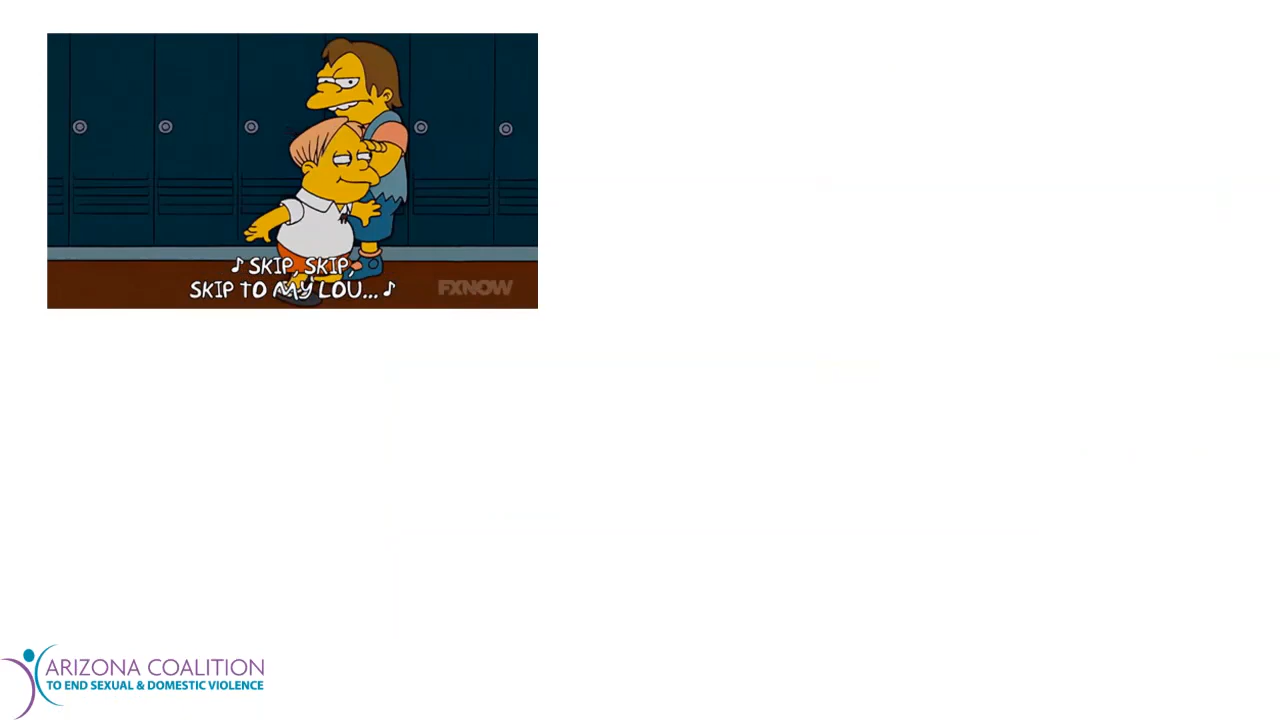 ♪ SKIP, SKIP,
SKIP TO MY LOU... ♪
FXNOW
ARIZONA COALITION
TO END SEXUAL & DOMESTIC VIOLENCE